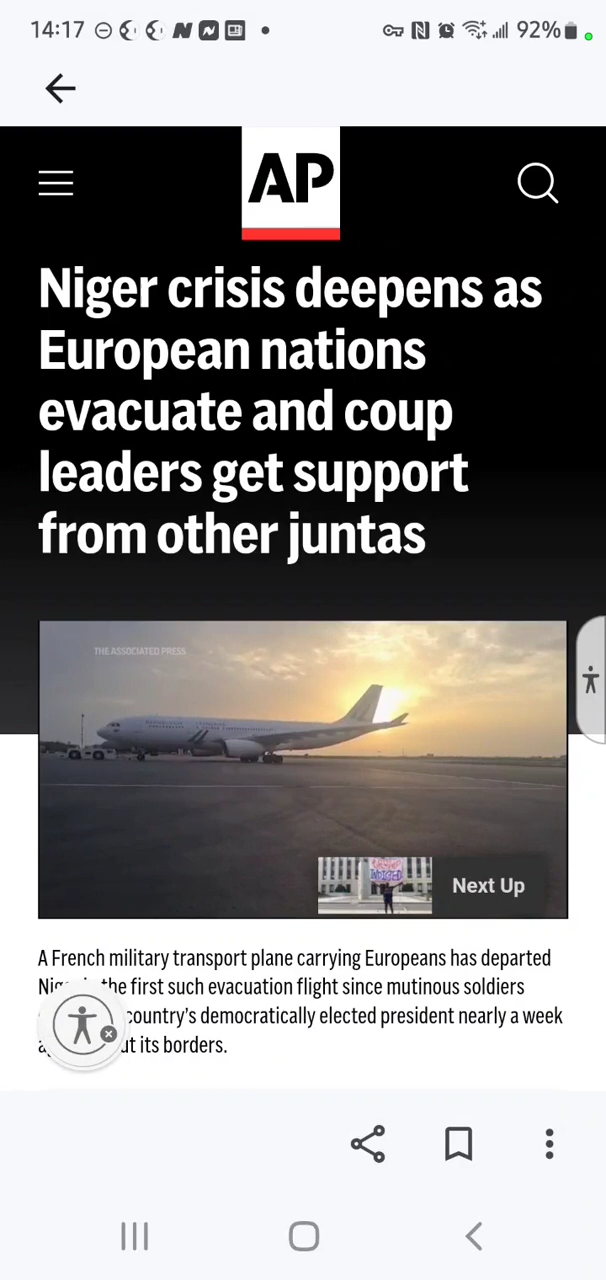 14:17
92%
AP
Niger crisis deepens as
European nations
evacuate and coup
leaders get support
from other juntas
THE ASSOCIATED PRESS
INDICTED
Next Up
A French military transport plane carrying Europeans has departed
the first such evacuation flight since mutinous soldiers
country's democratically elected president nearly a week
its borders.